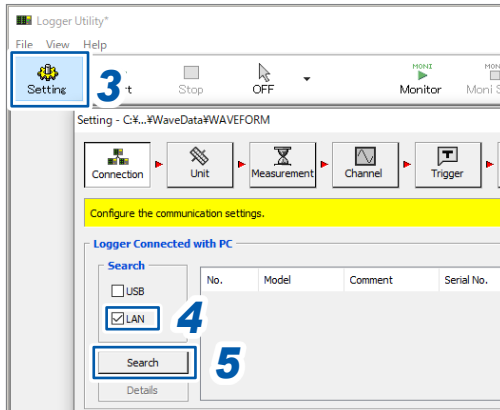 Logger Utility*
File View Help
Setting 3 t Stop OFF Monitor Moni S
MONI MON
Setting - C:¥...¥WaveData¥WAVEFORM
Connection Unit Measurement Channel Trigger
Configure the communication settings.
Logger Connected with PC
Search
No. Model Comment Serial No.
USB
LAN 4
Search 5
Details